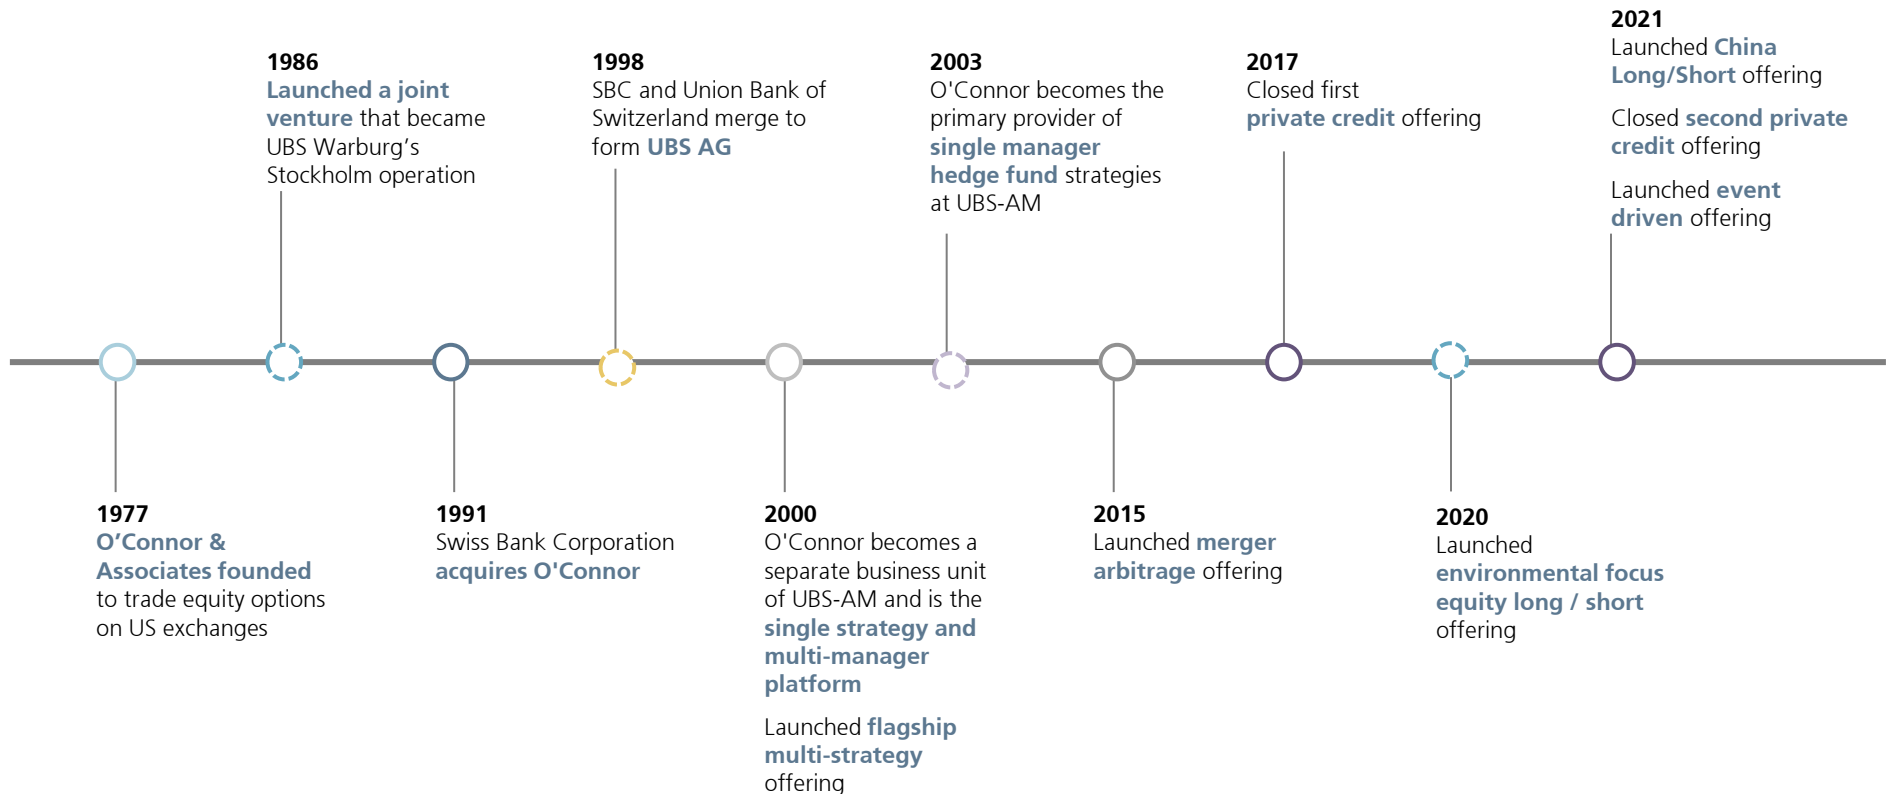 1986
Launched a joint
venture that became
UBS Warburg’s
Stockholm operation
1998
SBC and Union Bank of
Switzerland merge to
form UBS AG
2003
O'Connor becomes the
primary provider of
single manager
hedge fund strategies
at UBS-AM
2017
Closed first
private credit offering
2021
Launched China
Long/Short offering
Closed second private
credit offering
Launched event
driven offering
1977
O’Connor &
Associates founded
to trade equity options
on US exchanges
1991
Swiss Bank Corporation
acquires O'Connor
2000
O'Connor becomes a
separate business unit
of UBS-AM and is the
single strategy and
multi-manager
platform
Launched flagship
multi-strategy
offering
2015
Launched merger
arbitrage offering
2020
Launched
environmental focus
equity long / short
offering